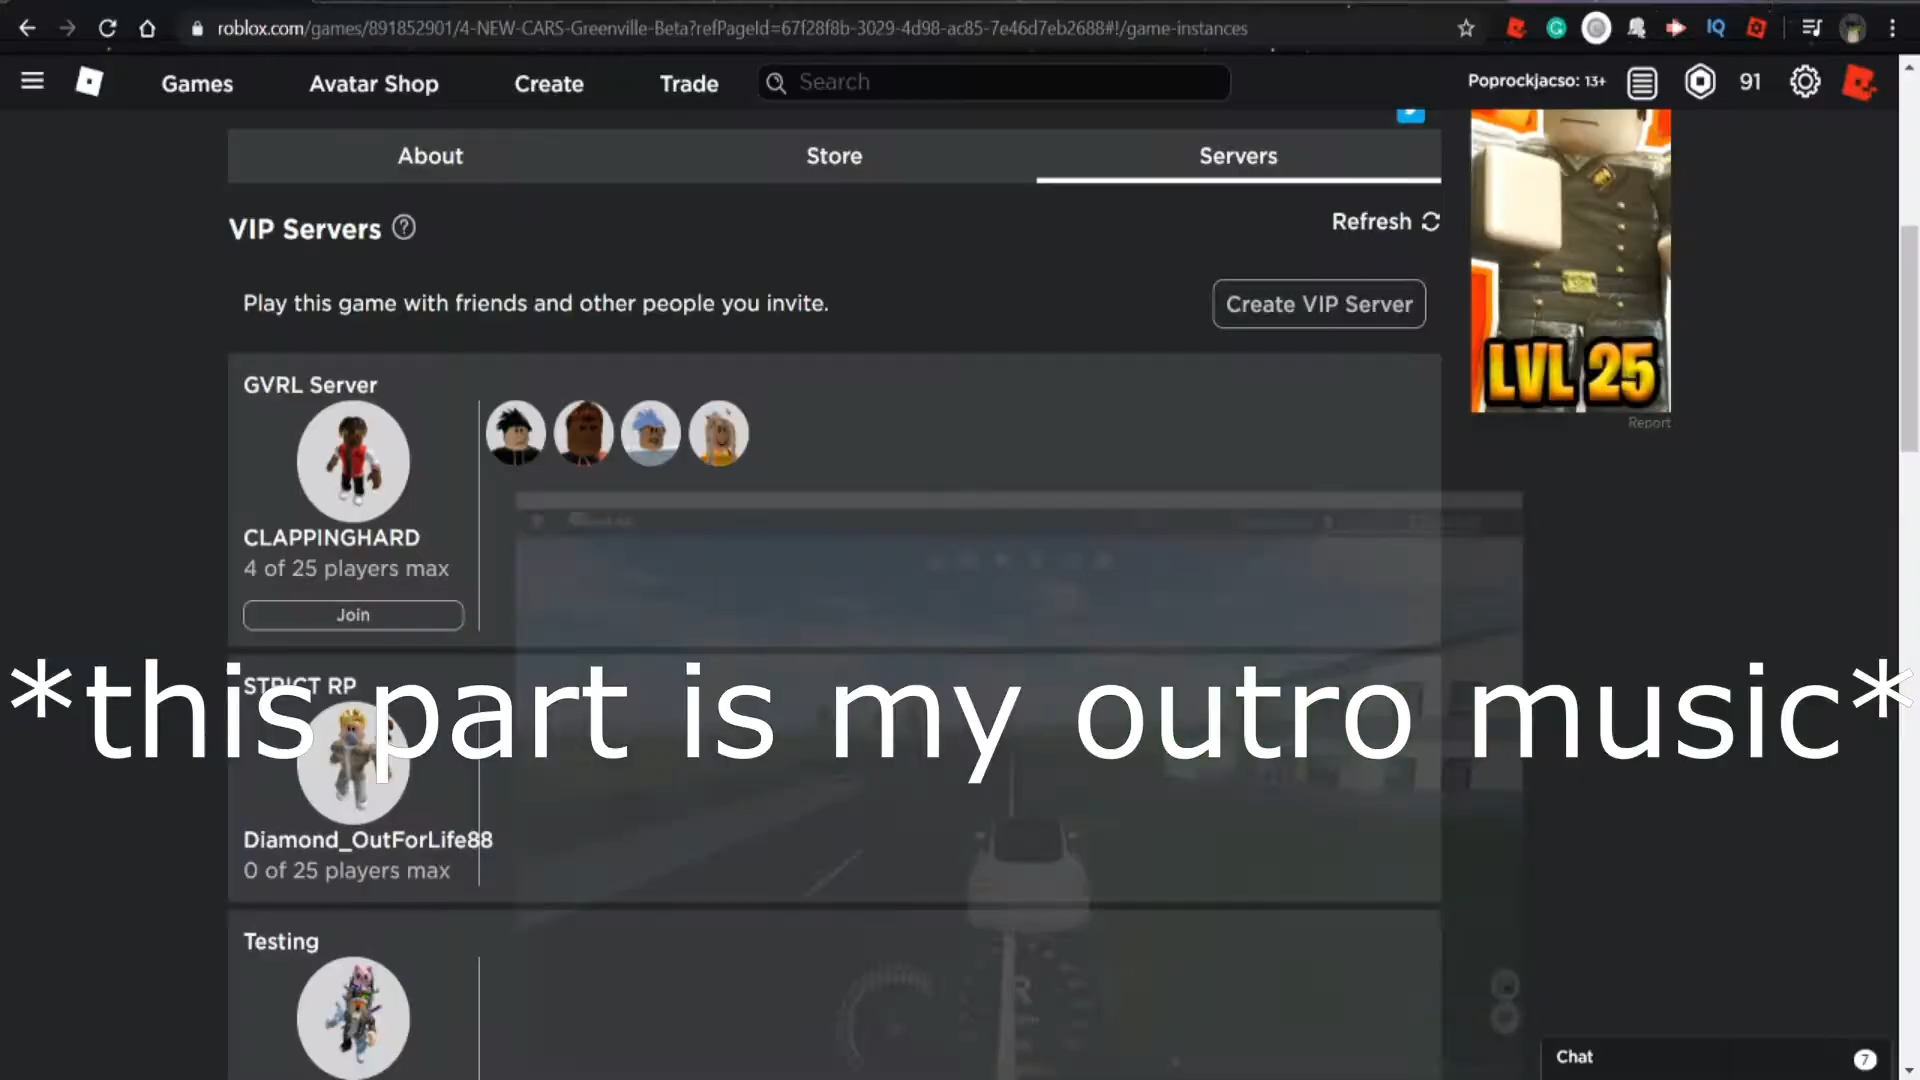 roblox.com/games/891852901/4-NEW-CARS-Greenville-Beta?refPageId=67f28f8b-3029-4d98-ac85-7e46d7eb2688#!/game-instances
Games Avatar Shop Create Trade Search Poprockjacso: 13+ 91
About Store Servers
VIP Servers ? Refresh
Play this game with friends and other people you invite. Create VIP Server
LVL 25
Report
GVRL Server
CLAPPINGHARD
4 of 25 players max
Join
STRICT RP
*this part is my outro music*
Diamond_OutForLife88
0 of 25 players max
Testing
R
Chat 7